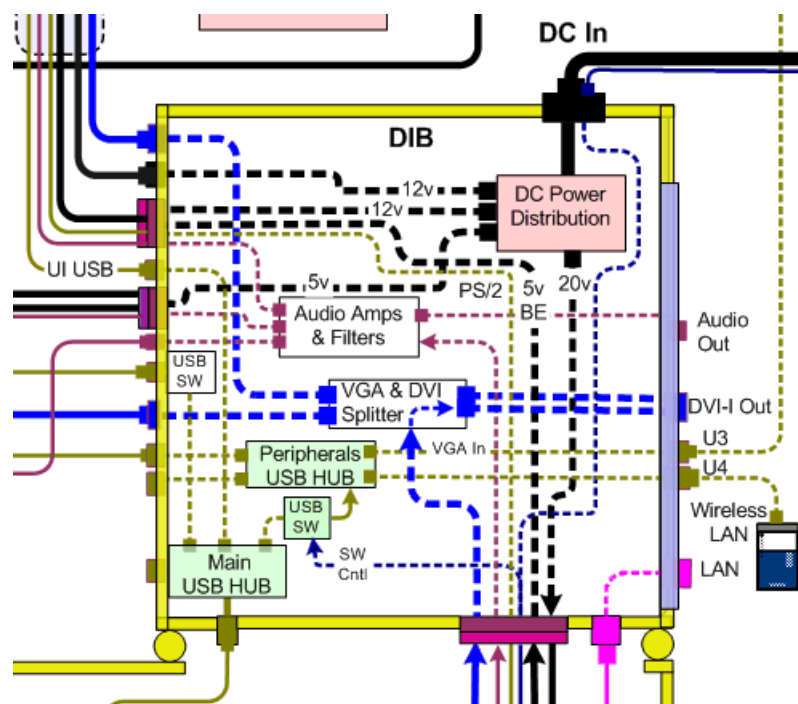 DC In
DIB
12v
DC Power
Distribution
12v
UI USB
5v
PS/2
5v
BE
20v
Audio Amps
& Filters
Audio
Out
USB
SW
VGA & DVI
Splitter
DVI-I Out
VGA In
U3
Peripherals
USB HUB
U4
USB
SW
Wireless
LAN
Main
USB HUB
SW
Cntl
LAN